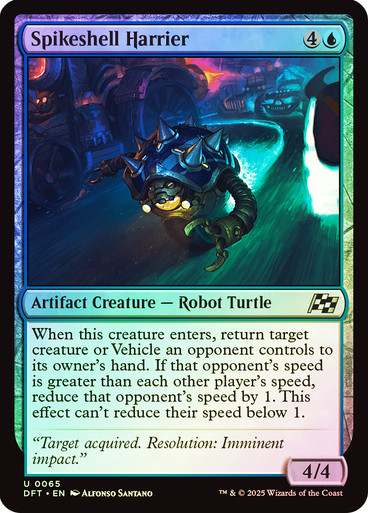 Spikeshell Harrier 4
Artifact Creature — Robot Turtle
When this creature enters, return target
creature or Vehicle an opponent controls to
its owner's hand. If that opponent's speed
is greater than each other player's speed,
reduce that opponent's speed by 1. This
effect can't reduce their speed below 1.
"Target acquired. Resolution: Imminent
impact."
4/4
U 0065
DFT • EN Alfonso Santano
™ & © 2025 Wizards of the Coast